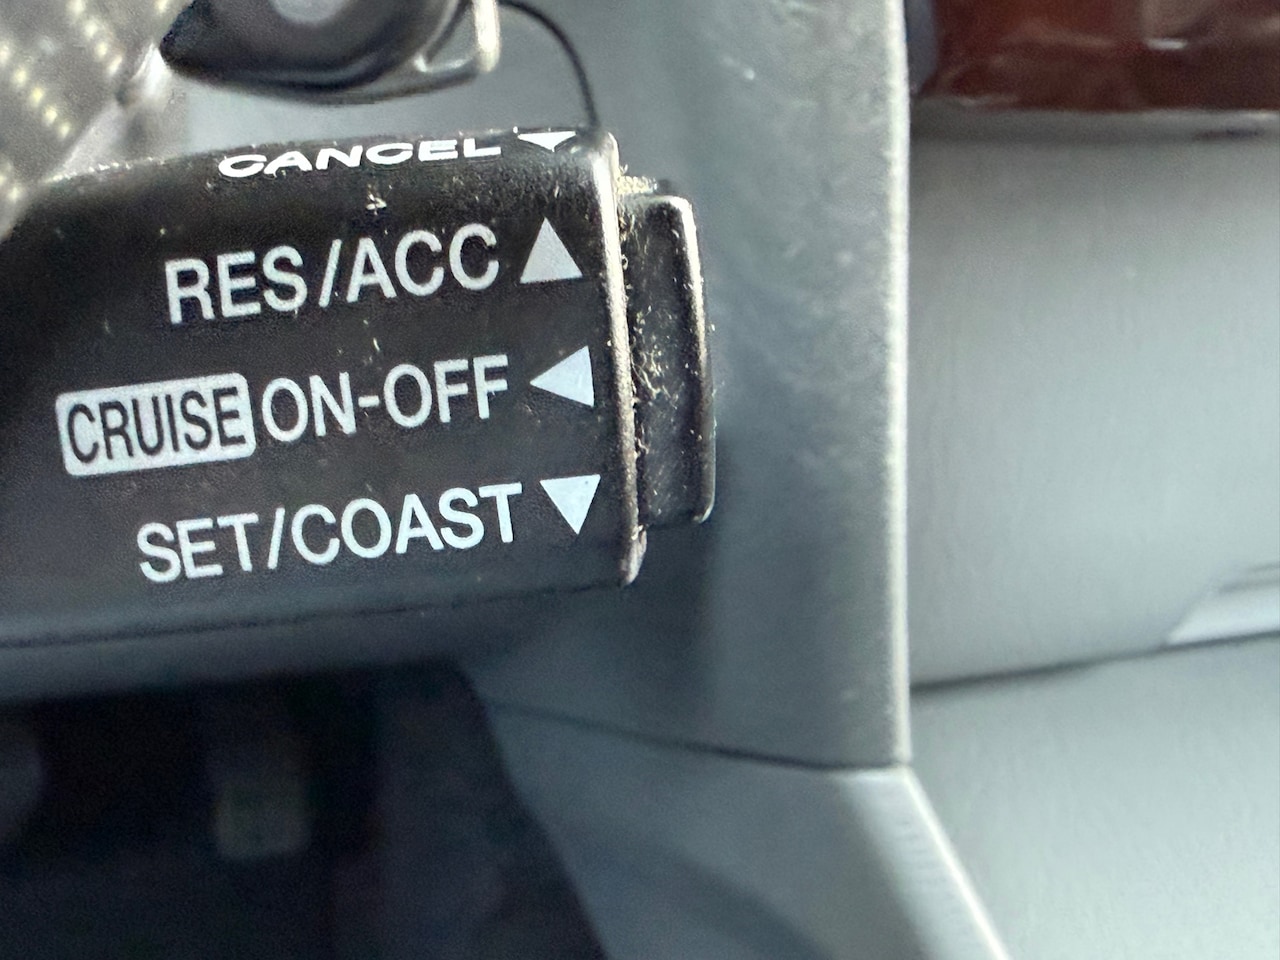 CANCEL ▼
RES/ACC ▲
CRUISE ON-OFF ◀
SET/COAST ▼